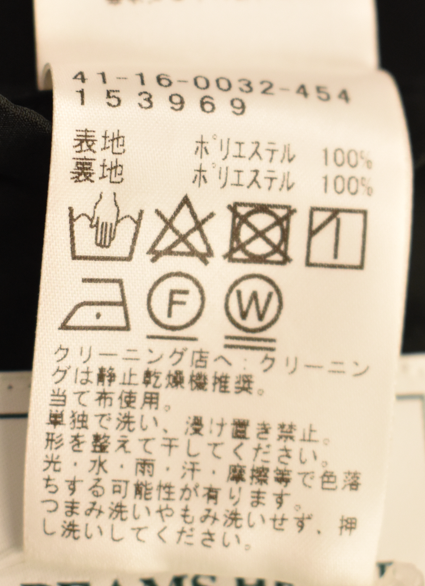 41-16-0032-454
153969
表地 ポリエステル 100%
裏地 ポリエステル 100%
F W
クリーニング店へ:クリーニン
グは静止乾燥機推奨。
当て布使用。
単独で洗い、浸け置き禁止。
形を整えて干してください。
光・水・雨・汗・摩擦等で色落
ちする可能性が有ります。
つまみ洗いやもみ洗いせず、押
し洗いしてください。
BEAMS